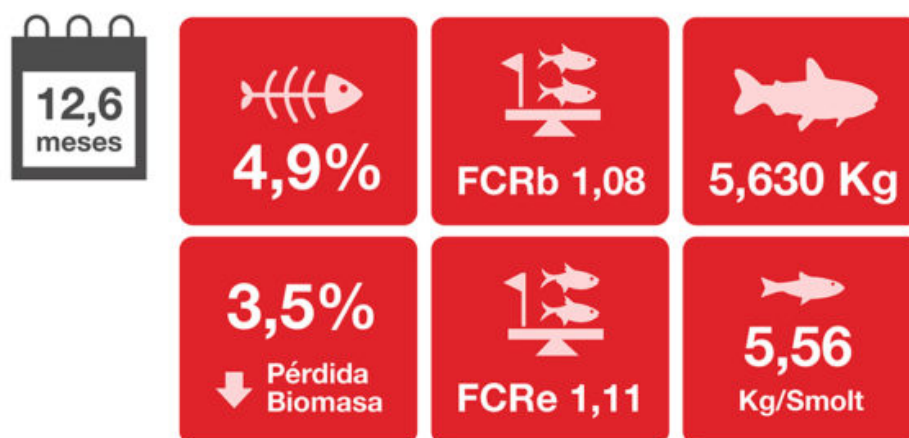 12,6
meses
4,9%
FCRb 1,08
5,630 Kg
3,5%
Pérdida
Biomasa
FCRe 1,11
5,56
Kg/Smolt